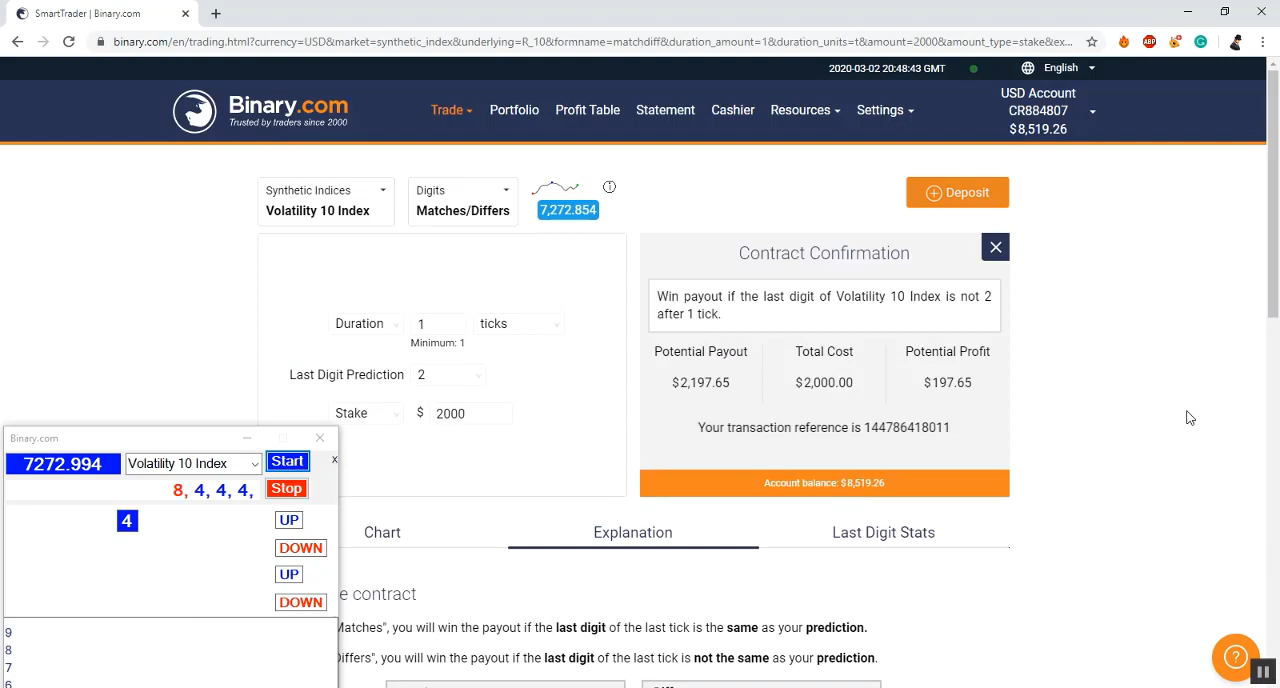 SmartTrader | Binary.com
binary.com/en/trading.html?currency=USD&market=synthetic_index&underlying=R_10&formname=matchdiff&duration_amount=1&duration_units=t&amount=2000&amount_type=stake&ex...
ABP
2020-03-02 20:48:43 GMT
English
Binary.com
Trusted by traders since 2000
Trade
Portfolio
Profit Table
Statement
Cashier
Resources
Settings
USD Account
CR884807
$8,519.26
Synthetic Indices
Volatility 10 Index
Digits
Matches/Differs
7,272.854
Deposit
Duration 1 ticks
Minimum: 1
Last Digit Prediction 2
Stake $ 2000
Contract Confirmation
Win payout if the last digit of Volatility 10 Index is not 2
after 1 tick.
Potential Payout
Total Cost
Potential Profit
$2,197.65
$2,000.00
$197.65
Your transaction reference is 144786418011
Account balance: $8,519.26
Binary.com
7272.994
Volatility 10 Index
Start
x
8, 4, 4, 4,
Stop
4
UP
DOWN
UP
DOWN
9
8
7
6
Chart
Explanation
Last Digit Stats
e contract
Matches", you will win the payout if the last digit of the last tick is the same as your prediction.
Differs", you will win the payout if the last digit of the last tick is not the same as your prediction.